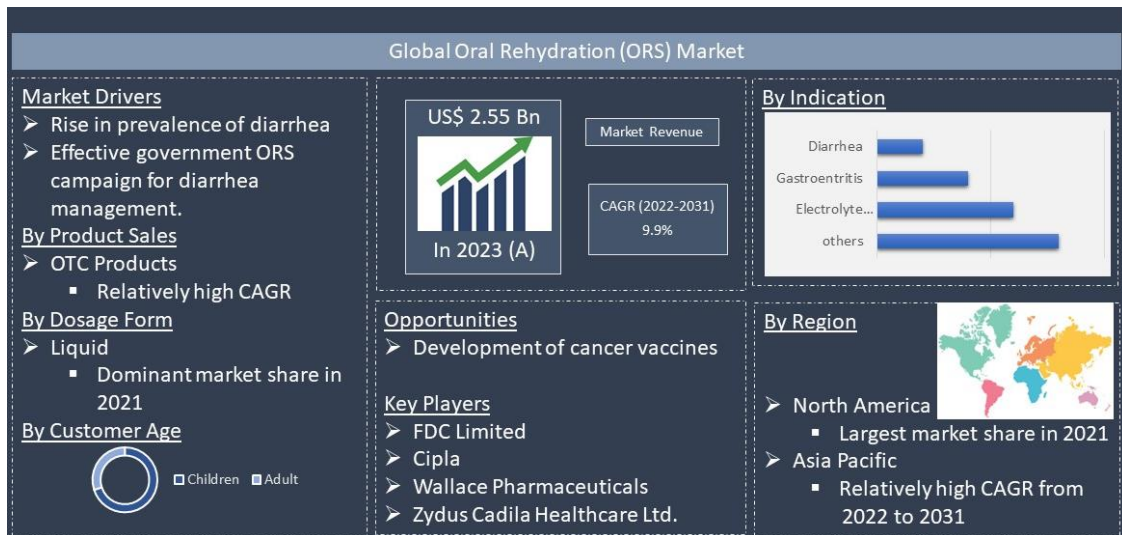 Global Oral Rehydration (ORS) Market
Market Drivers
➢ Rise in prevalence of diarrhea
➢ Effective government ORS
campaign for diarrhea
management.
By Product Sales
➢ OTC Products
▪ Relatively high CAGR
By Dosage Form
➢ Liquid
▪ Dominant market share in
2021
By Customer Age
Children Adult
US$ 2.55 Bn
In 2023 (A)
Market Revenue
CAGR (2022-2031)
9.9%
Opportunities
➢ Development of cancer vaccines
Key Players
➢ FDC Limited
➢ Cipla
➢ Wallace Pharmaceuticals
➢ Zydus Cadila Healthcare Ltd.
By Indication
Diarrhea
Gastroentritis
Electrolyte...
others
By Region
➢ North America
▪ Largest market share in 2021
➢ Asia Pacific
▪ Relatively high CAGR from
2022 to 2031